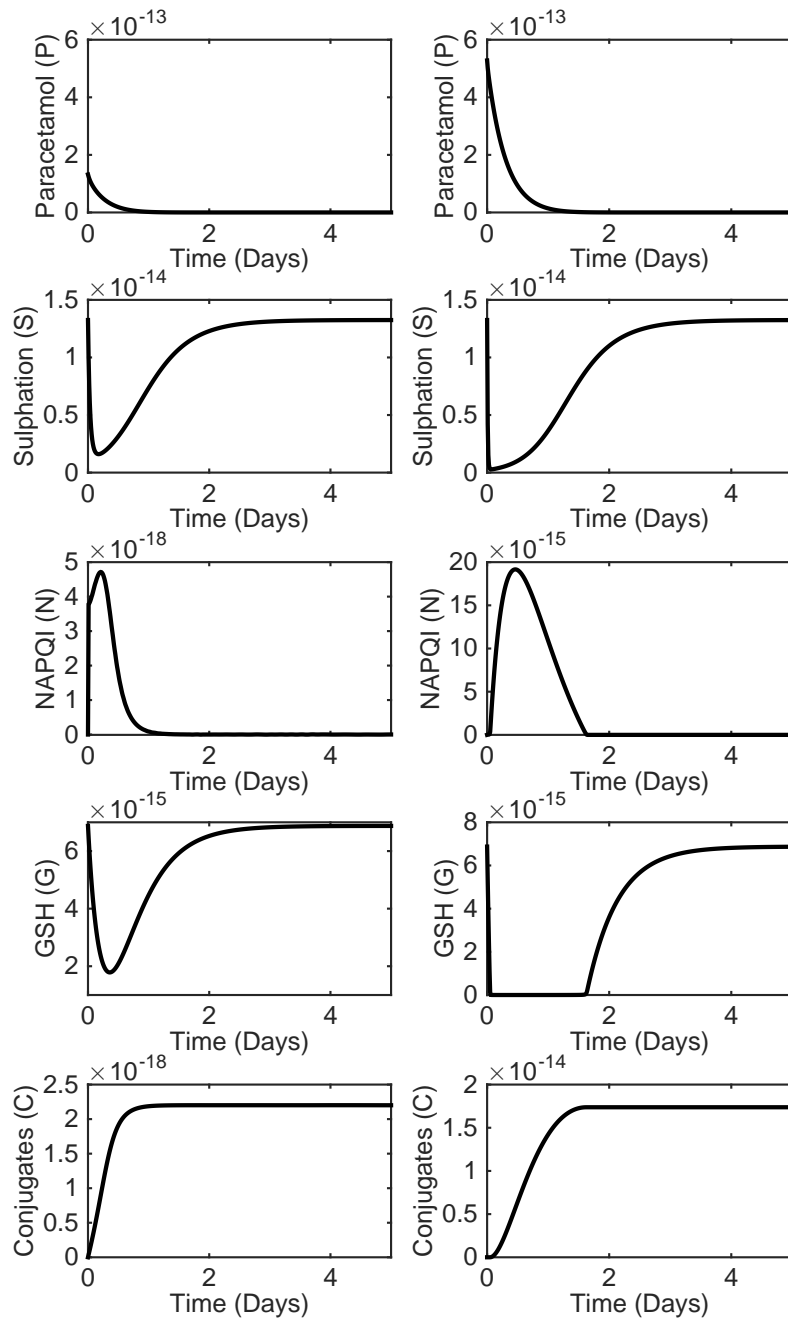 ×10^-13
6
4
2
0
Paracetamol (P)
0 2 4
Time (Days)
×10^-13
6
4
2
0
Paracetamol (P)
0 2 4
Time (Days)
×10^-14
1.5
1
0.5
0
Sulphation (S)
0 2 4
Time (Days)
×10^-14
1.5
1
0.5
0
Sulphation (S)
0 2 4
Time (Days)
×10^-18
5
4
3
2
1
0
NAPQI (N)
0 2 4
Time (Days)
×10^-15
20
15
10
5
0
NAPQI (N)
0 2 4
Time (Days)
×10^-15
6
4
2
GSH (G)
0 2 4
Time (Days)
×10^-15
8
6
4
2
0
GSH (G)
0 2 4
Time (Days)
×10^-18
2.5
2
1.5
1
0.5
0
Conjugates (C)
0 2 4
Time (Days)
×10^-14
2
1.5
1
0.5
0
Conjugates (C)
0 2 4
Time (Days)